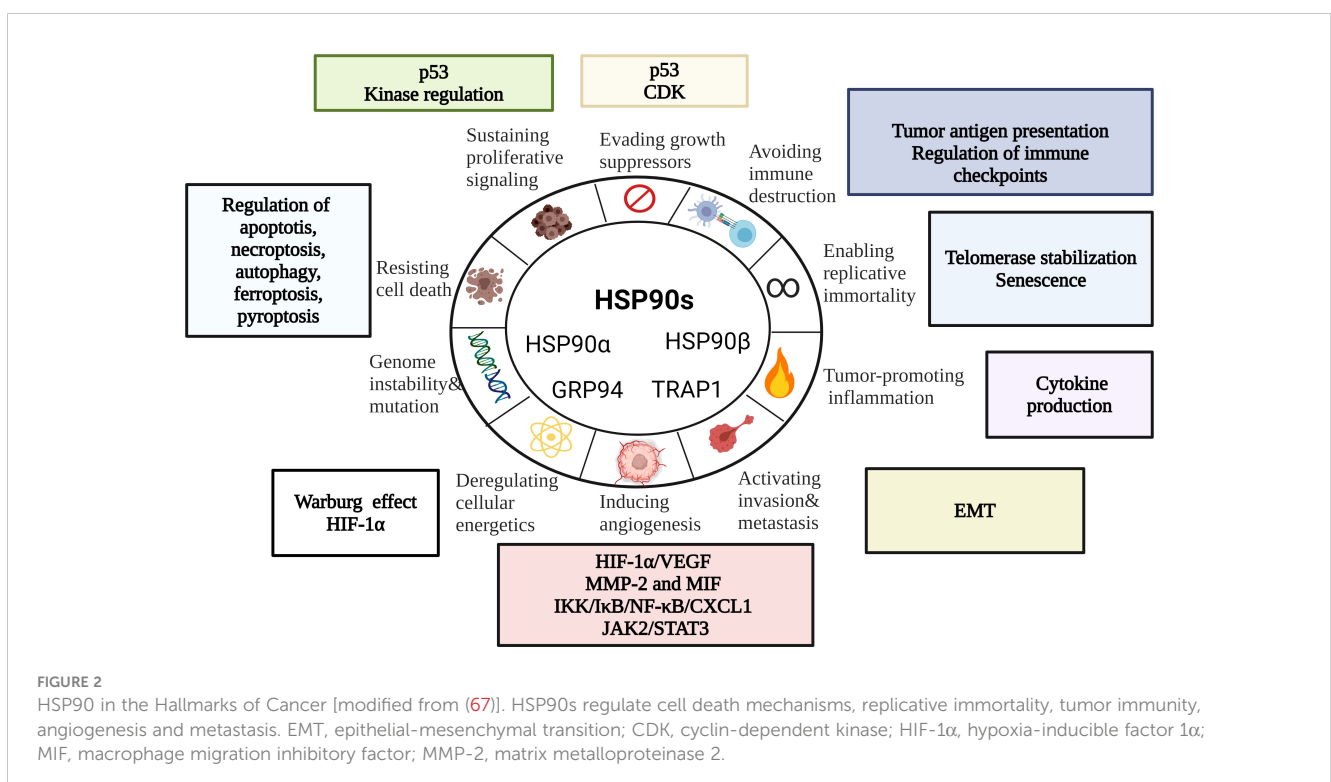 p53
Kinase regulation
p53
CDK
Tumor antigen presentation
Regulation of immune
checkpoints
Sustaining
proliferative
signaling
Evading growth
suppressors
Avoiding
immune
destruction
Regulation of
apoptotis,
necroptosis,
autophagy,
ferroptosis,
pyroptosis
Resisting
cell death
Enabling
replicative
immortality
Telomerase stabilization
Senescence
HSP90s
HSP90α
HSP90β
GRP94
TRAP1
Genome
instability&
mutation
Tumor-promoting
inflammation
Cytokine
production
Deregulating
cellular
energetics
Inducing
angiogenesis
Activating
invasion&
metastasis
Warburg effect
HIF-1α
EMT
HIF-1α/VEGF
MMP-2 and MIF
IKK/IκB/NF-κB/CXCL1
JAK2/STAT3
FIGURE 2
HSP90 in the Hallmarks of Cancer [modified from (67)]. HSP90s regulate cell death mechanisms, replicative immortality, tumor immunity,
angiogenesis and metastasis. EMT, epithelial-mesenchymal transition; CDK, cyclin-dependent kinase; HIF-1α, hypoxia-inducible factor 1α;
MIF, macrophage migration inhibitory factor; MMP-2, matrix metalloproteinase 2.